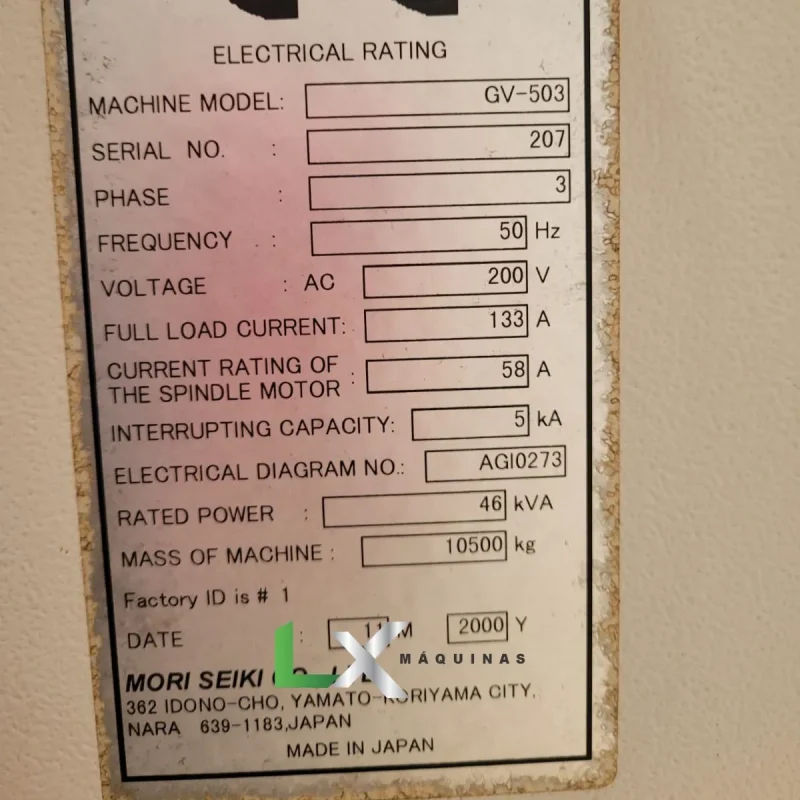 ELECTRICAL RATING
MACHINE MODEL: GV-503
SERIAL NO. : 207
PHASE : 3
FREQUENCY : 50 Hz
VOLTAGE : AC 200 V
FULL LOAD CURRENT: 133 A
CURRENT RATING OF
THE SPINDLE MOTOR : 58 A
INTERRUPTING CAPACITY: 5 kA
ELECTRICAL DIAGRAM NO.: AGI0273
RATED POWER : 46 kVA
MASS OF MACHINE : 10500 kg
Factory ID is # 1
DATE : 11 M 2000 Y
LX MÁQUINAS
MORI SEIKI
362 IDONO-CHO, YAMATO-KORIYAMA CITY,
NARA 639-1183,JAPAN
MADE IN JAPAN